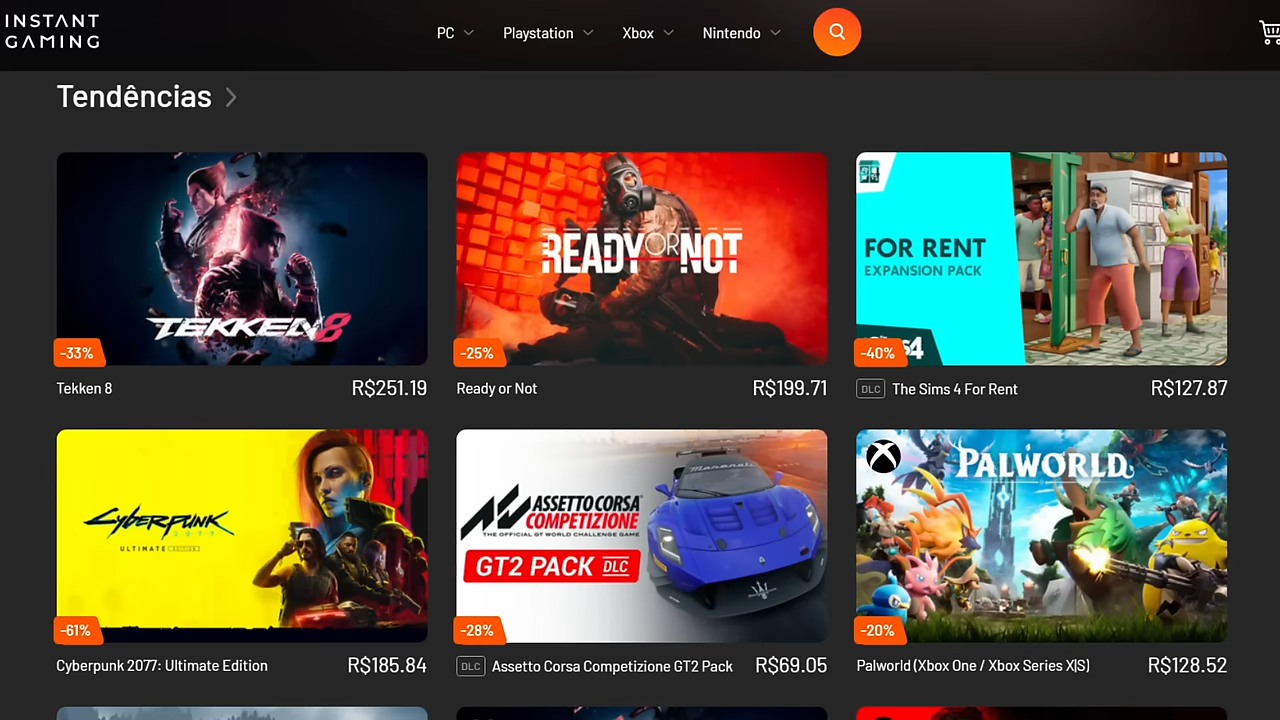 INSTANT
GAMING
PC
Playstation
Xbox
Nintendo
Tendências
TEKKEN 8
-33%
Tekken 8
R$251.19
READY OR NOT
-25%
Ready or Not
R$199.71
FOR RENT
EXPANSION PACK
-40%
DLC
The Sims 4 For Rent
R$127.87
Cyberpunk
2077
ULTIMATE EDITION
-61%
Cyberpunk 2077: Ultimate Edition
R$185.84
Maserati
ASSETTO CORSA
COMPETIZIONE
THE OFFICIAL GT WORLD CHALLENGE GAME
GT2 PACK DLC
-28%
DLC
Assetto Corsa Competizione GT2 Pack
R$69.05
PALWORLD
-20%
Palworld (Xbox One / Xbox Series X|S)
R$128.52